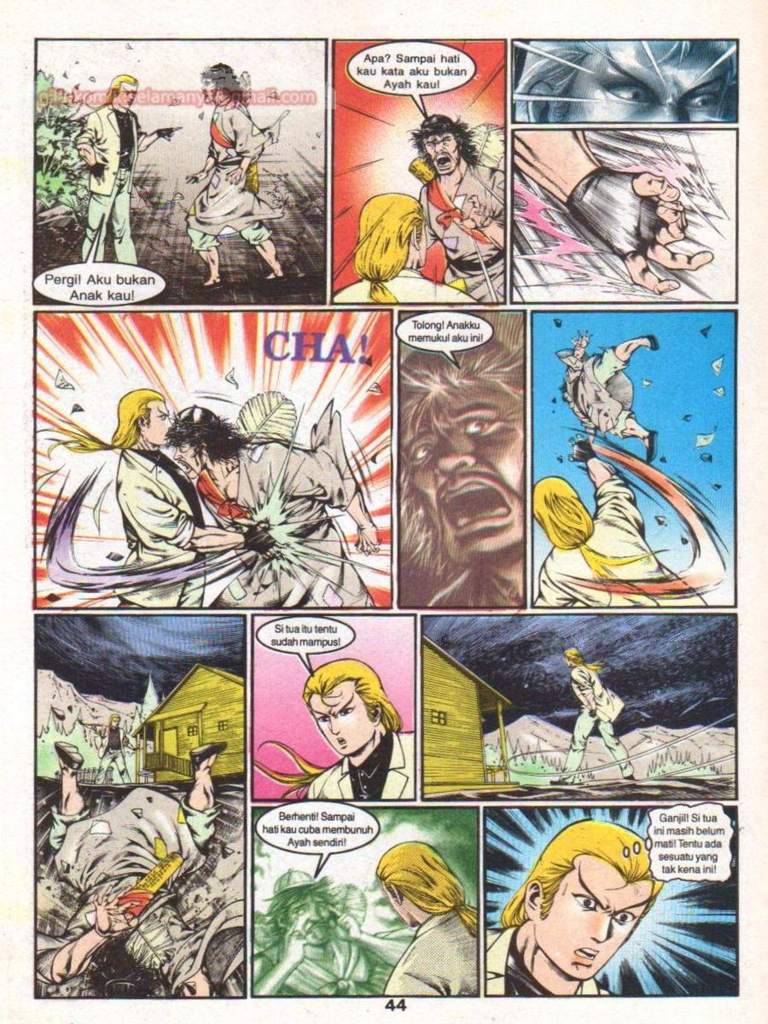 Pergi! Aku bukan
Anak kau!
Apa? Sampai hati
kau kata aku bukan
Ayah kau!
CHA!
Tolong! Anakku
memukul aku ini!
Si tua itu tentu
sudah mampus!
Berhenti! Sampai
hati kau cuba membunuh
Ayah sendiri!
Ganjil! Si tua
ini masih belum
mati! Tentu ada
sesuatu yang
tak kena ini!
44